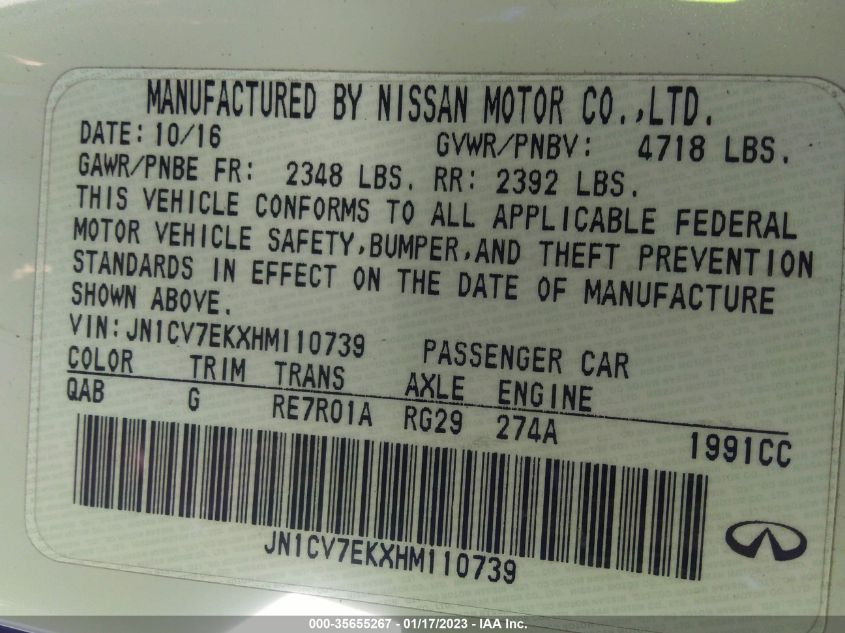 MANUFACTURED BY NISSAN MOTOR CO.,LTD.
DATE: 10/16 GVWR/PNBV: 4718 LBS.
GAWR/PNBE FR: 2348 LBS. RR: 2392 LBS.
THIS VEHICLE CONFORMS TO ALL APPLICABLE FEDERAL
MOTOR VEHICLE SAFETY,BUMPER,AND THEFT PREVENTION
STANDARDS IN EFFECT ON THE DATE OF MANUFACTURE
SHOWN ABOVE.
VIN:JN1CV7EKXHM110739 PASSENGER CAR
COLOR TRIM TRANS AXLE ENGINE
QAB G RE7R01A RG29 274A 1991CC
JN1CV7EKXHM110739
000-35655267 - 01/17/2023 - IAA Inc.